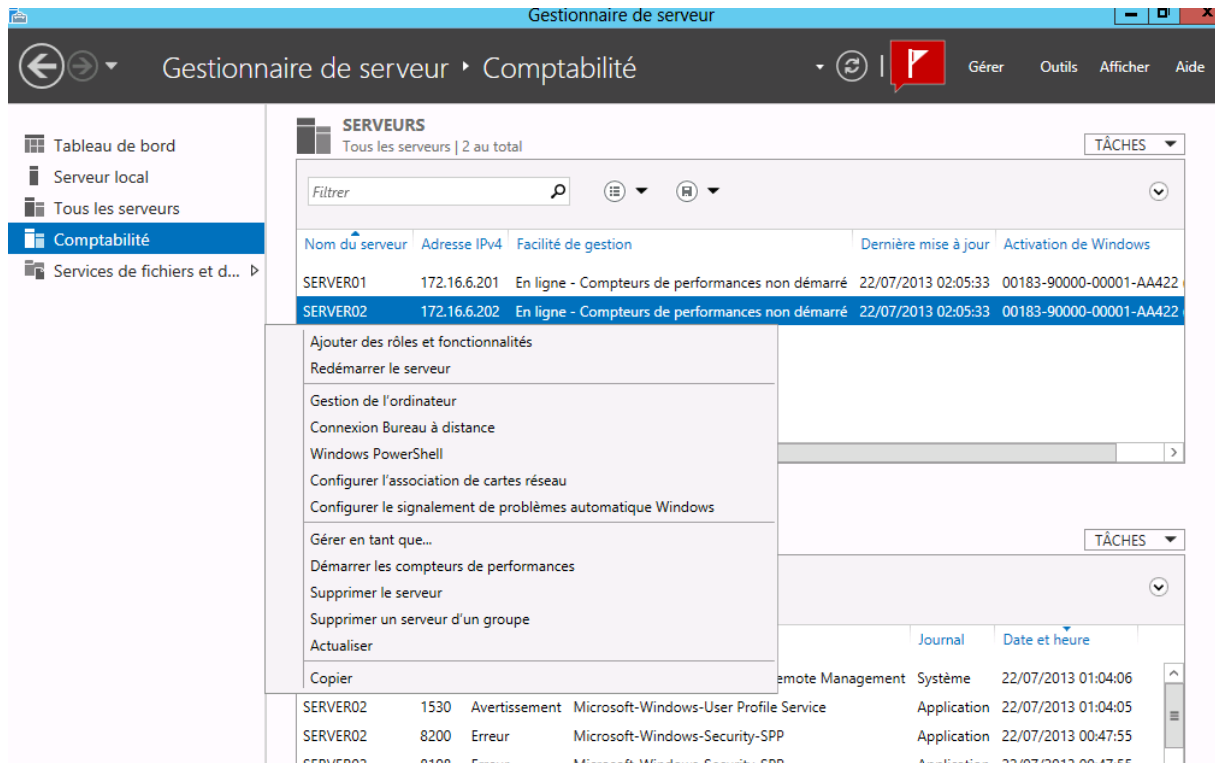 Gestionnaire de serveur
Gestionnaire de serveur Comptabilité
Gérer Outils Afficher Aide
Tableau de bord
Serveur local
Tous les serveurs
Comptabilité
Services de fichiers et d...
SERVEURS
Tous les serveurs | 2 au total
TÂCHES
Filtrer
Nom du serveur Adresse IPv4 Facilité de gestion Dernière mise à jour Activation de Windows
SERVER01 172.16.6.201 En ligne - Compteurs de performances non démarré 22/07/2013 02:05:33 00183-90000-00001-AA422
SERVER02 172.16.6.202 En ligne - Compteurs de performances non démarré 22/07/2013 02:05:33 00183-90000-00001-AA422
Ajouter des rôles et fonctionnalités
Redémarrer le serveur
Gestion de l'ordinateur
Connexion Bureau à distance
Windows PowerShell
Configurer l'association de cartes réseau
Configurer le signalement de problèmes automatique Windows
Gérer en tant que...
Démarrer les compteurs de performances
Supprimer le serveur
Supprimer un serveur d'un groupe
Actualiser
Copier
TÂCHES
Journal Date et heure
emote Management Système 22/07/2013 01:04:06
SERVER02 1530 Avertissement Microsoft-Windows-User Profile Service Application 22/07/2013 01:04:05
SERVER02 8200 Erreur Microsoft-Windows-Security-SPP Application 22/07/2013 00:47:55